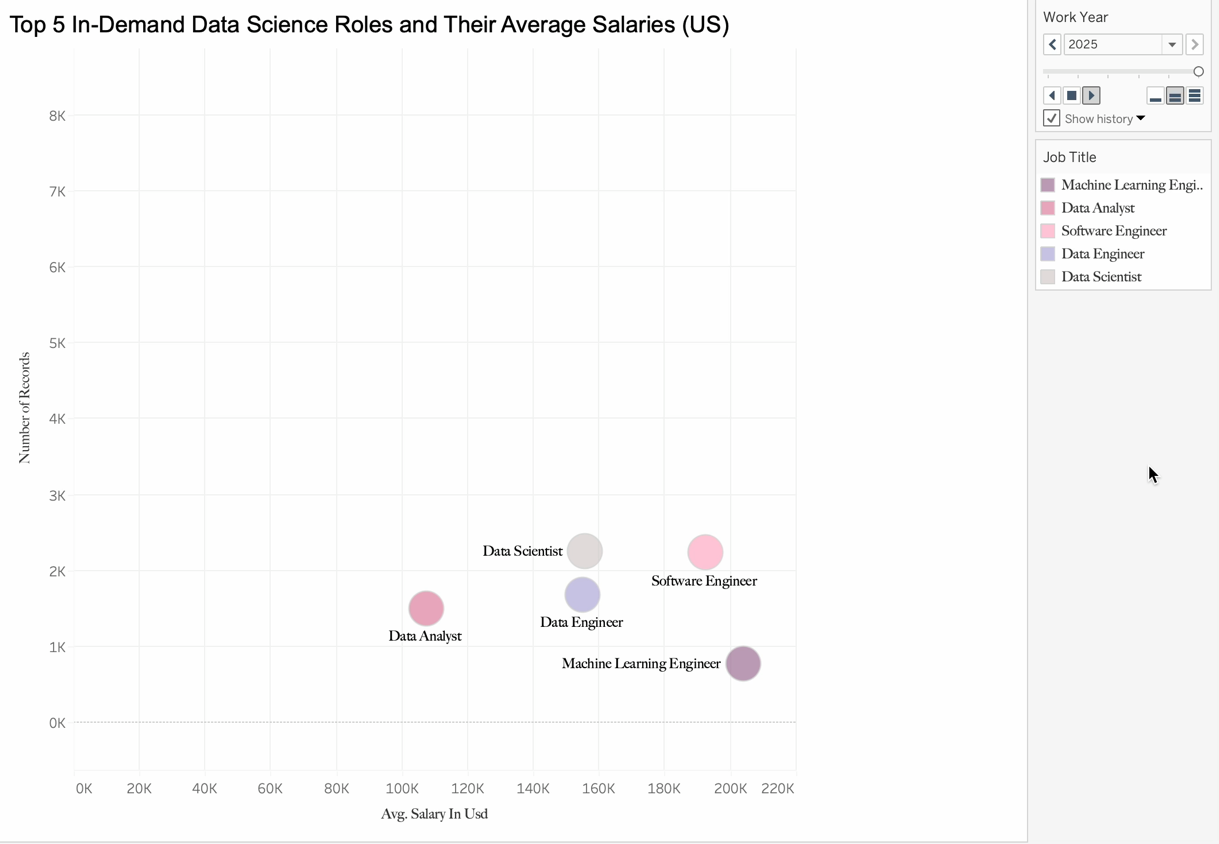 Top 5 In-Demand Data Science Roles and Their Average Salaries (US)
Work Year
2025
Show history
Job Title
Machine Learning Engi..
Data Analyst
Software Engineer
Data Engineer
Data Scientist
8K
7K
6K
5K
4K
3K
2K
1K
0K
Number of Records
Data Scientist
Software Engineer
Data Engineer
Data Analyst
Machine Learning Engineer
0K 20K 40K 60K 80K 100K 120K 140K 160K 180K 200K 220K
Avg. Salary In Usd